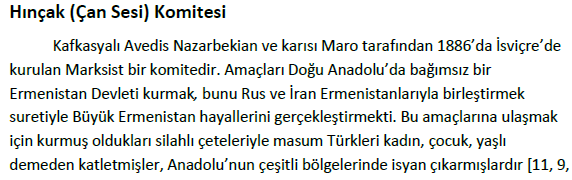 Hınçak (Çan Sesi) Komitesi
Kafkasyalı Avedis Nazarbekian ve karısı Maro tarafından 1886’da İsviçre’de
kurulan Marksist bir komitedir. Amaçları Doğu Anadolu’da bağımsız bir
Ermenistan Devleti kurmak, bunu Rus ve İran Ermenistanlarıyla birleştirmek
suretiyle Büyük Ermenistan hayallerini gerçekleştirmekti. Bu amaçlarına ulaşmak
için kurmuş oldukları silahlı çeteleriyle masum Türkleri kadın, çocuk, yaşlı
demeden katletmişler, Anadolu’nun çeşitli bölgelerinde isyan çıkarmışlardır [11, 9,